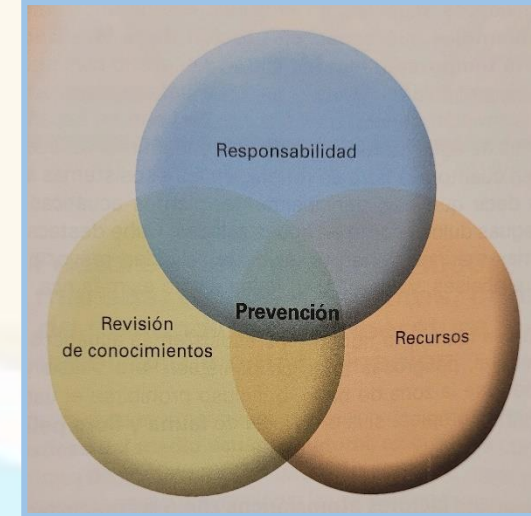 Responsabilidad
Prevención
Revisión
de conocimientos
Recursos